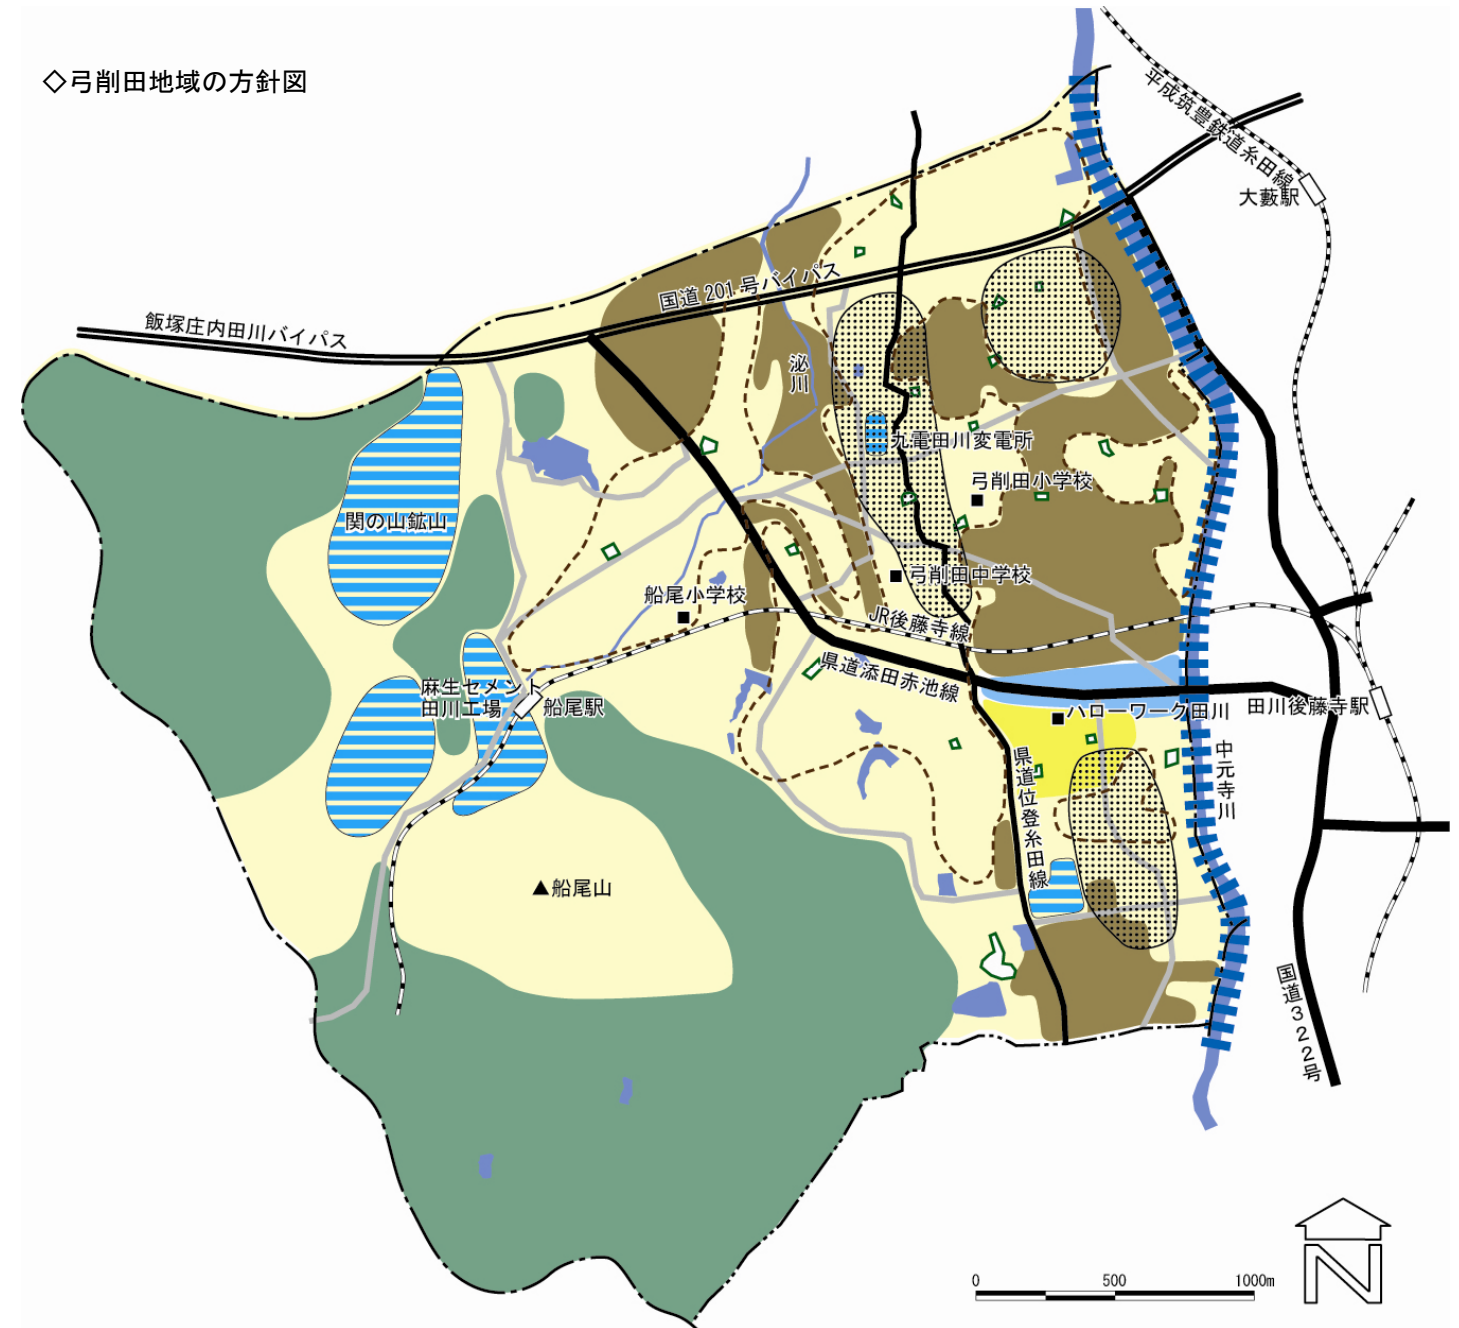 ◇弓削田地域の方針図
平成筑豊鉄道糸田線
大藪駅
国道201号バイパス
飯塚庄内田川バイパス
泌川
九電田川変電所
弓削田小学校
関の山鉱山
弓削田中学校
船尾小学校
JR後藤寺線
県道添田赤池線
麻生セメント
田川工場
船尾駅
ハローワーク田川
田川後藤寺駅
中元寺川
県道位登糸田線
▲船尾山
国道322号
0 500 1000m
N